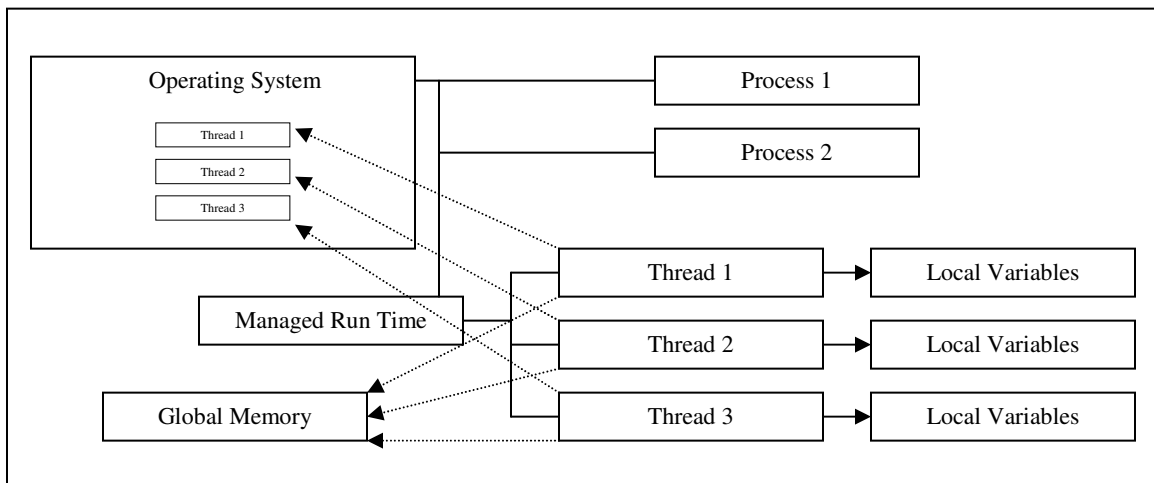 Operating System
Process 1
Thread 1
Process 2
Thread 2
Thread 3
Thread 1
Local Variables
Managed Run Time
Thread 2
Local Variables
Global Memory
Thread 3
Local Variables